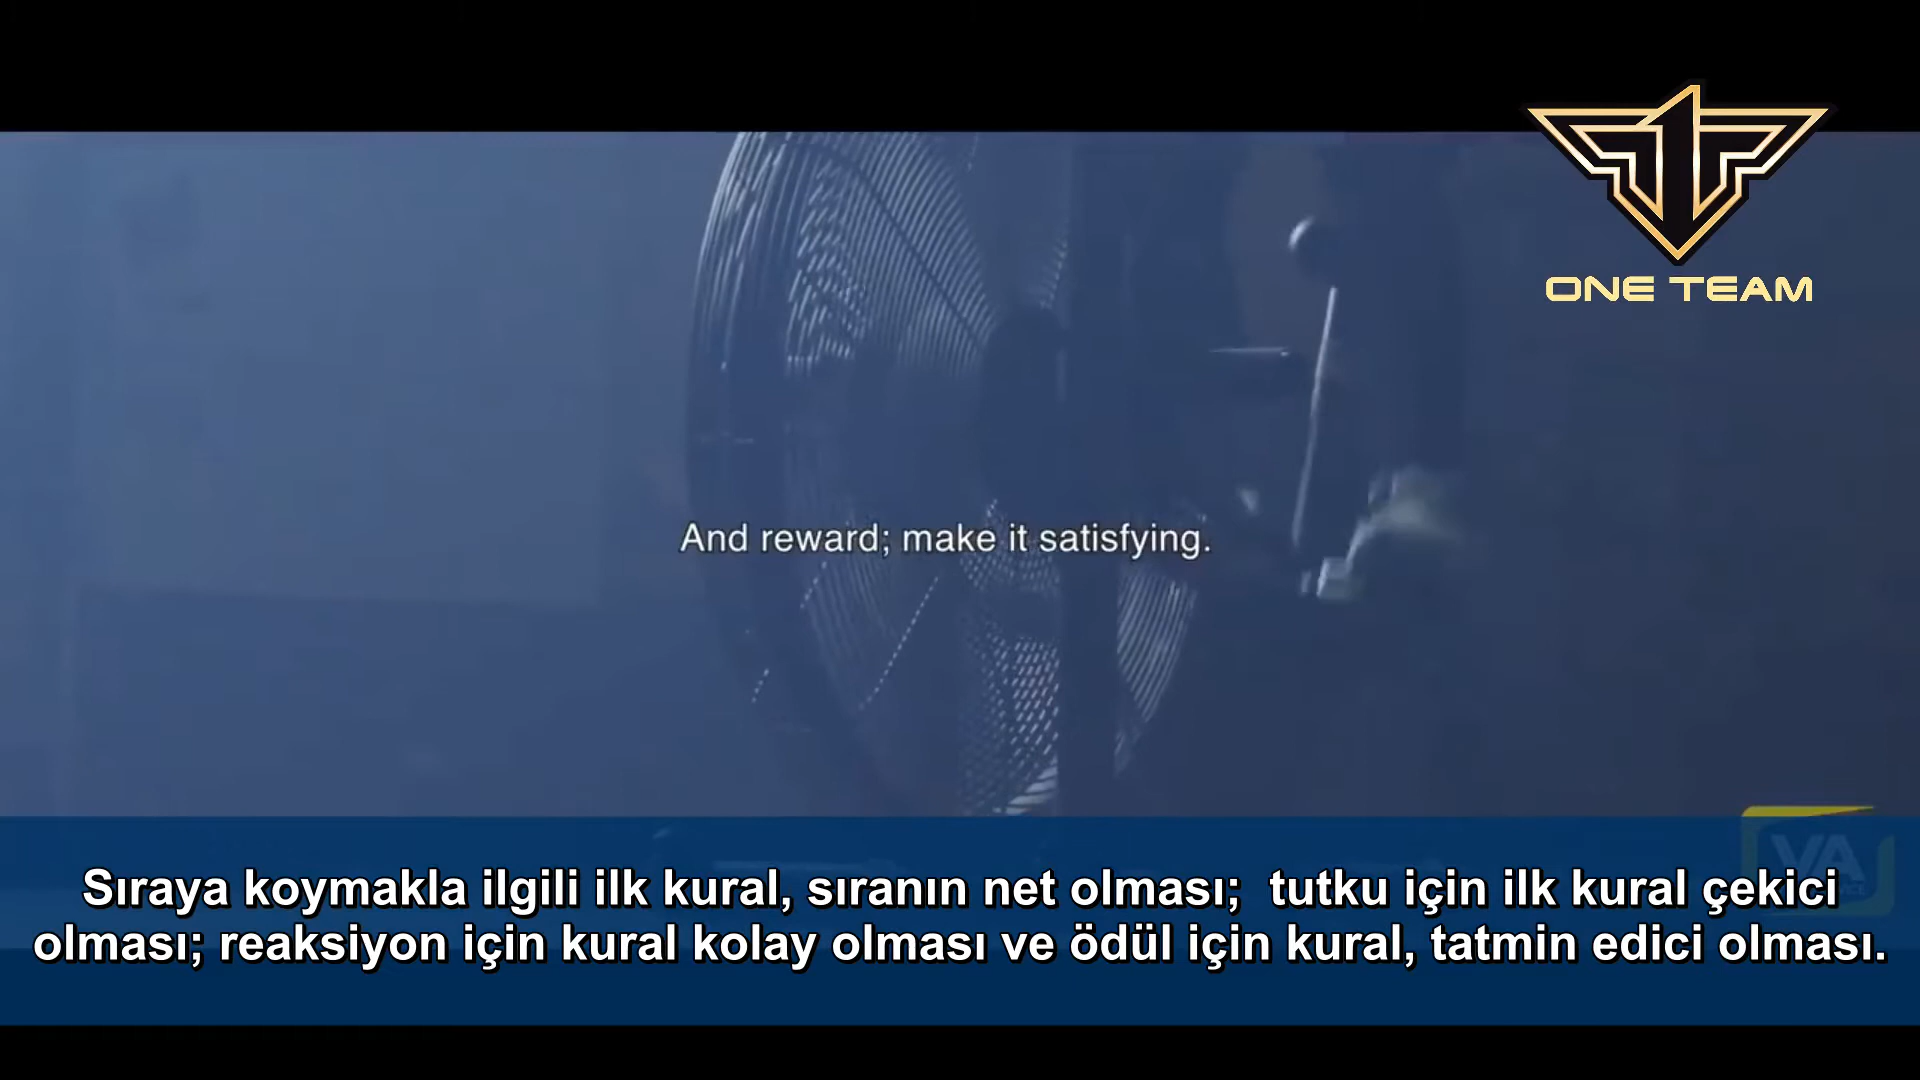 ONE TEAM
And reward; make it satisfying.
VA
Sıraya koymakla ilgili ilk kural, sıranın net olması;  tutku için ilk kural çekici
olması; reaksiyon için kural kolay olması ve ödül için kural, tatmin edici olması.